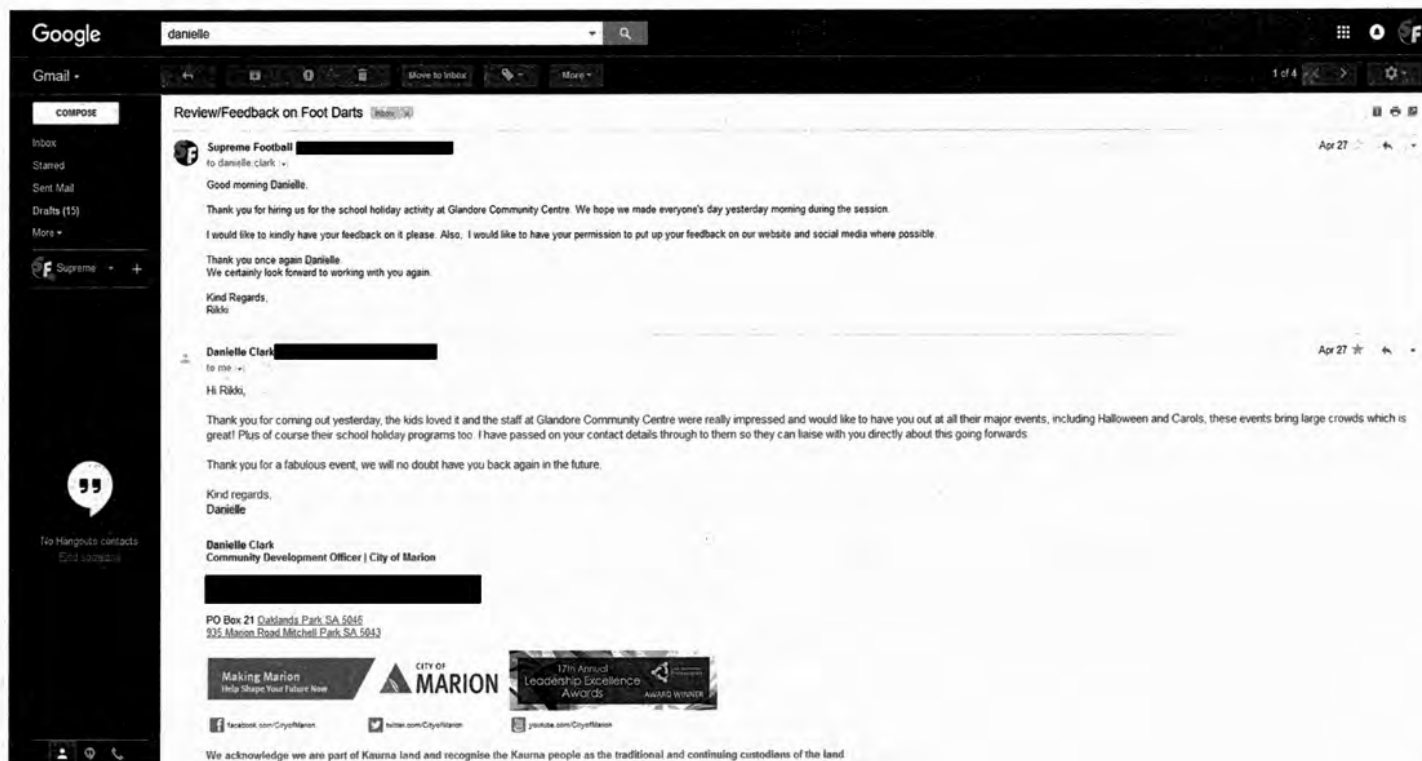 Google
danielle
Gmail
Move to Inbox
More
1 of 4
COMPOSE
Inbox
Starred
Sent Mail
Drafts (15)
More
Supreme
+
No Hangouts contacts
Find someone
Review/Feedback on Foot Darts
Inbox x
Supreme Football
Apr 27
to danielle.clark
Good morning Danielle,
Thank you for hiring us for the school holiday activity at Glandore Community Centre. We hope we made everyone's day yesterday morning during the session.
I would like to kindly have your feedback on it please. Also, I would like to have your permission to put up your feedback on our website and social media where possible.
Thank you once again Danielle
We certainly look forward to working with you again.
Kind Regards,
Rikki
Danielle Clark
Apr 27
to me
Hi Rikki,
Thank you for coming out yesterday, the kids loved it and the staff at Glandore Community Centre were really impressed and would like to have you out at all their major events, including Halloween and Carols, these events bring large crowds which is
great! Plus of course their school holiday programs too. I have passed on your contact details through to them so they can liaise with you directly about this going forwards.
Thank you for a fabulous event, we will no doubt have you back again in the future.
Kind regards,
Danielle
Danielle Clark
Community Development Officer | City of Marion
PO Box 21 Oaklands Park SA 5046
935 Marion Road Mitchell Park SA 5043
Making Marion
Help Shape Your Future Now
CITY OF
MARION
17th Annual
Leadership Excellence
Awards
AWARD WINNER
facebook.com/CityofMarion
twitter.com/CityofMarion
youtube.com/CityofMarion
We acknowledge we are part of Kaurna land and recognise the Kaurna people as the traditional and continuing custodians of the land